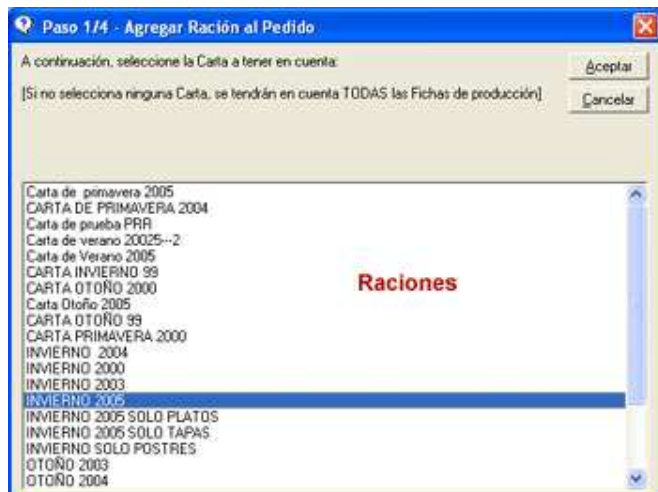 Paso 1/4 - Agregar Ración al Pedido
A continuación, seleccione la Carta a tener en cuenta:
Aceptar
[Si no selecciona ninguna Carta, se tendrán en cuenta TODAS las Fichas de producción]
Cancelar
Carta de primavera 2005
CARTA DE PRIMAVERA 2004
Carta de prueba PRR
Carta de verano 20025--2
Carta de Verano 2005
CARTA INVIERNO 99
CARTA OTOÑO 2000
Raciones
Carta Otoño 2005
CARTA OTOÑO 99
CARTA PRIMAVERA 2000
INVIERNO  2004
INVIERNO 2000
INVIERNO 2003
INVIERNO 2005
INVIERNO 2005 SOLO PLATOS
INVIERNO 2005 SOLO TAPAS
INVIERNO SOLO POSTRES
OTOÑO 2003
OTOÑO 2004